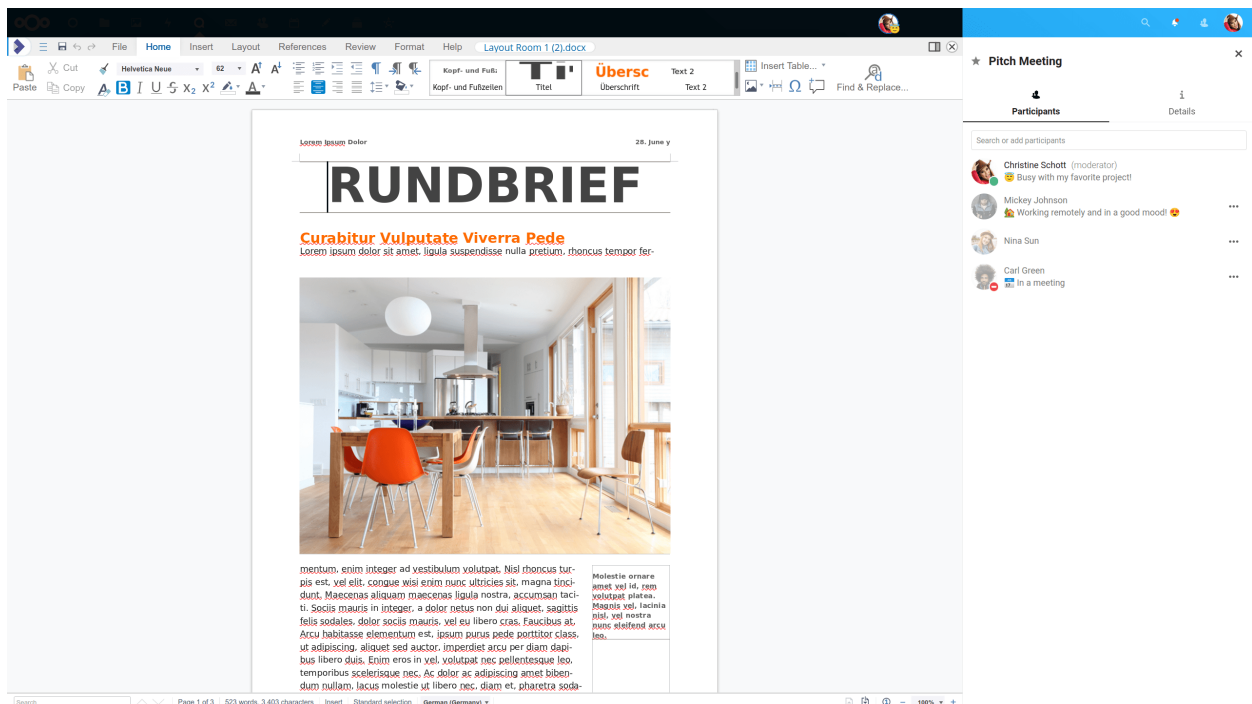 File Home Insert Layout References Review Format Help Layout Room 1 (2).docx
Paste
Cut
Copy
Helvetica Neue 62
Kopf- und Fuß
Kopf- und Fußzeilen
Titel
Übersc
Überschrift
Text 2
Text 2
Insert Table...
Find & Replace...
Lorem Ipsum Dolor 28. June y
RUNDBRIEF
Curabitur Vulputate Viverra Pede
Lorem ipsum dolor sit amet, ligula suspendisse nulla pretium, rhoncus tempor fer-
mentum, enim integer ad vestibulum volutpat. Nisl rhoncus tur-
pis est, vel elit, congue wisi enim nunc ultricies sit, magna tinci-
dunt. Maecenas aliquam maecenas ligula nostra, accumsan taci-
ti. Sociis mauris in integer, a dolor netus non dui aliquet, sagittis
felis sodales, dolor sociis mauris, vel eu libero cras. Faucibus at.
Arcu habitasse elementum est, ipsum purus pede porttitor class,
ut adipiscing, aliquet sed auctor, imperdiet arcu per diam dapi-
bus libero duis. Enim eros in vel, volutpat nec pellentesque leo,
temporibus scelerisque nec. Ac dolor ac adipiscing amet biben-
dum nullam, lacus molestie ut libero nec, diam et, pharetra soda-
Molestie ornare
amet vel id, rem
volutpat platea.
Magnis vel, lacinia
nisl, vel nostra
nunc eleifend arcu
leo,
Search Page 1 of 3 523 words, 3,403 characters Insert Standard selection German (Germany) 100%
Pitch Meeting
Participants Details
Search or add participants
Christine Schott (moderator)
😇 Busy with my favorite project!
Mickey Johnson
🏡 Working remotely and in a good mood! 😍
Nina Sun
Carl Green
📅 In a meeting